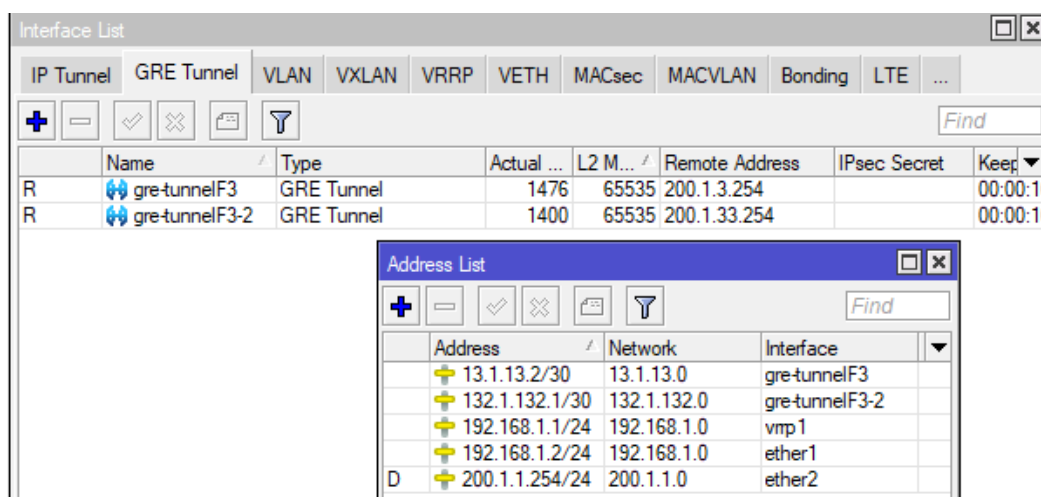 Interface List
IP Tunnel GRE Tunnel VLAN VXLAN VRRP VETH MACsec MACVLAN Bonding LTE ...
Find
Name Type Actual ... L2 M... Remote Address IPsec Secret Keep
R gre-tunnelF3 GRE Tunnel 1476 65535 200.1.3.254 00:00:1
R gre-tunnelF3-2 GRE Tunnel 1400 65535 200.1.33.254 00:00:1
Address List
Find
Address Network Interface
13.1.13.2/30 13.1.13.0 gre-tunnelF3
132.1.132.1/30 132.1.132.0 gre-tunnelF3-2
192.168.1.1/24 192.168.1.0 vrrp1
192.168.1.2/24 192.168.1.0 ether1
D 200.1.1.254/24 200.1.1.0 ether2